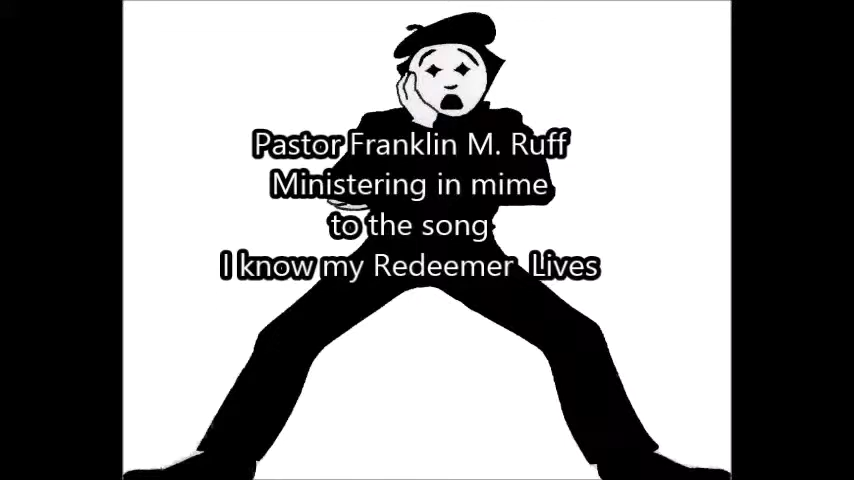 Pastor Franklin M. Ruff
Ministering in mime
to the song
I know my Redeemer  Lives